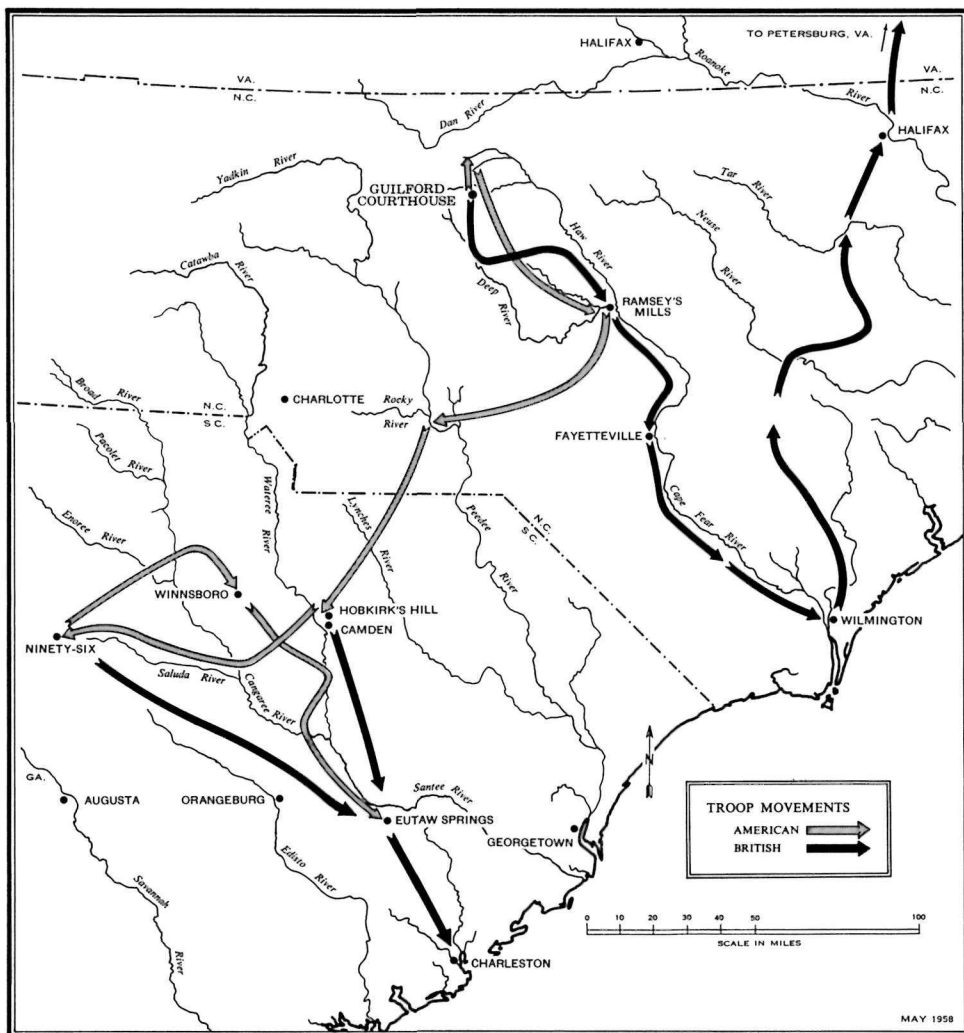 TO PETERSBURG, VA.
HALIFAX
Roanoke
River
VA.
N.C.
VA.
N.C.
Dan River
HALIFAX
Yadkin River
GUILFORD
COURTHOUSE
Tar River
Neuse
River
Haw
River
Catawba
River
Deep
River
RAMSEY'S
MILLS
Broad River
N.C.
S.C.
CHARLOTTE
Rocky
River
Pacolet River
FAYETTEVILLE
Wateree River
Lynches
River
Peedee
River
N.C.
S.C.
Cape
Fear
River
Enoree River
WINNSBORO
HOBKIRK'S HILL
CAMDEN
WILMINGTON
NINETY-SIX
Saluda River
Cangaree River
N
GA.
AUGUSTA
ORANGEBURG
Santee River
EUTAW SPRINGS
GEORGETOWN
TROOP MOVEMENTS
AMERICAN
BRITISH
Edisto
River
Savannah
River
0 10 20 30 40 50 100
SCALE IN MILES
CHARLESTON
MAY 1958